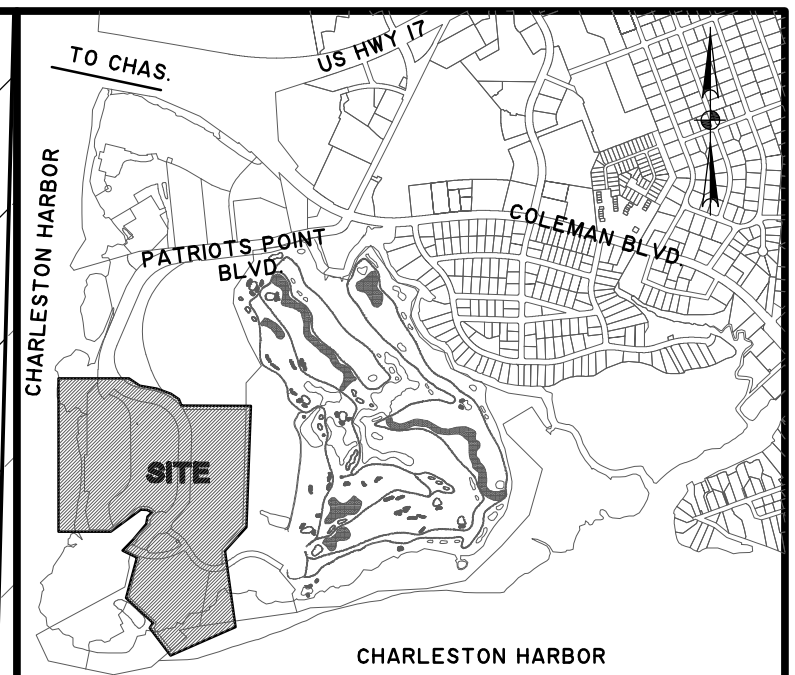 TO CHAS.
US HWY 17
CHARLESTON HARBOR
COLEMAN BLVD.
PATRIOTS POINT
BLVD.
SITE
CHARLESTON HARBOR